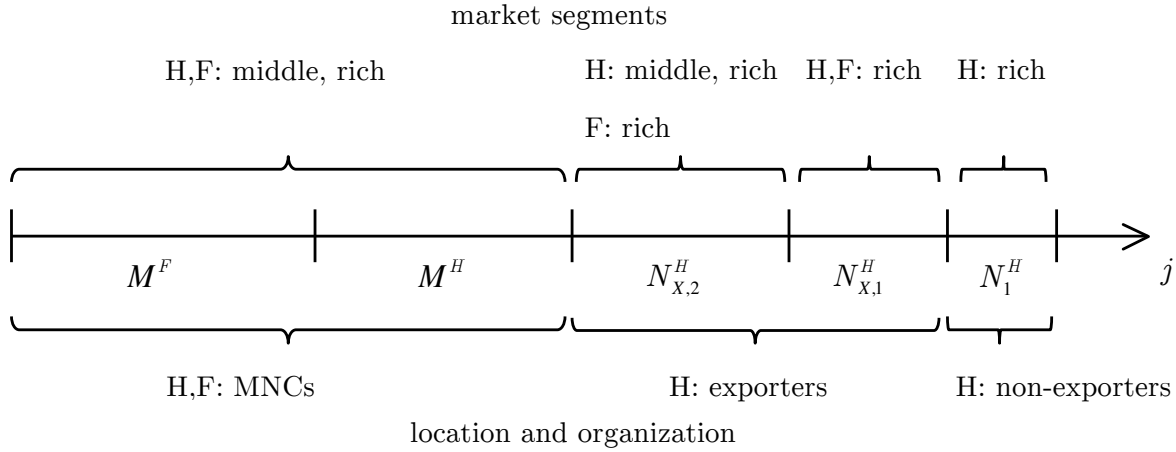 market segments
H,F: middle, rich H: middle, rich H,F: rich H: rich
F: rich
M^F M^H N^H_{X,2} N^H_{X,1} N^H_1 j
H,F: MNCs H: exporters H: non-exporters
location and organization